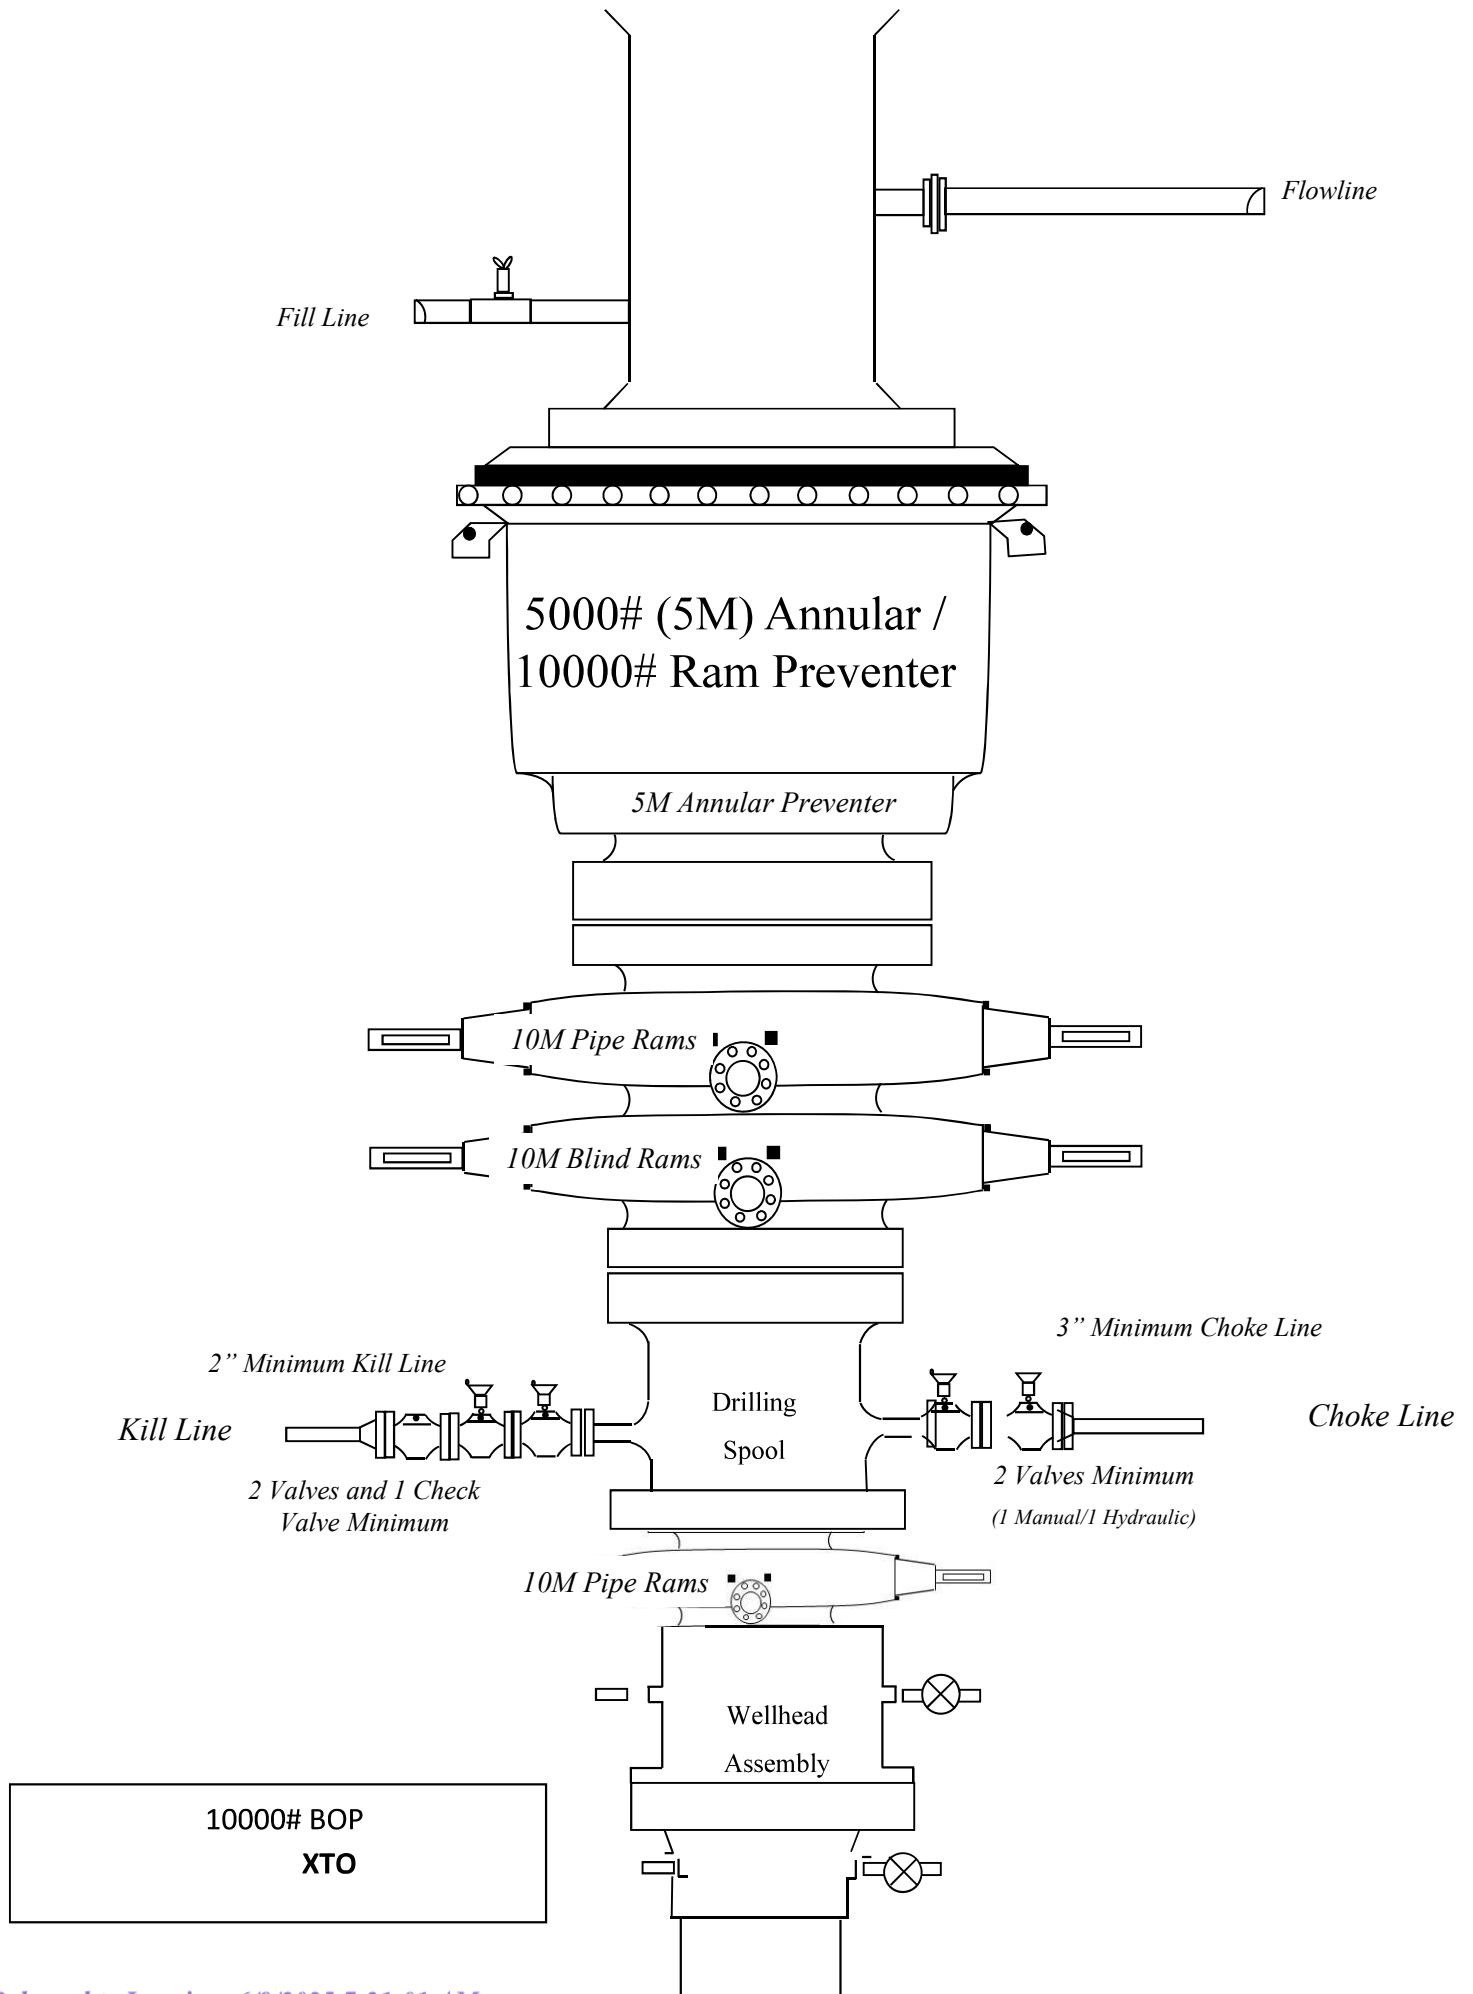 Flowline
Fill Line
5000# (5M) Annular /
10000# Ram Preventer
5M Annular Preventer
10M Pipe Rams
10M Blind Rams
3” Minimum Choke Line
2” Minimum Kill Line
Drilling
Spool
Kill Line
Choke Line
2 Valves and 1 Check
Valve Minimum
2 Valves Minimum
(1 Manual/1 Hydraulic)
10M Pipe Rams
Wellhead
Assembly
10000# BOP
XTO